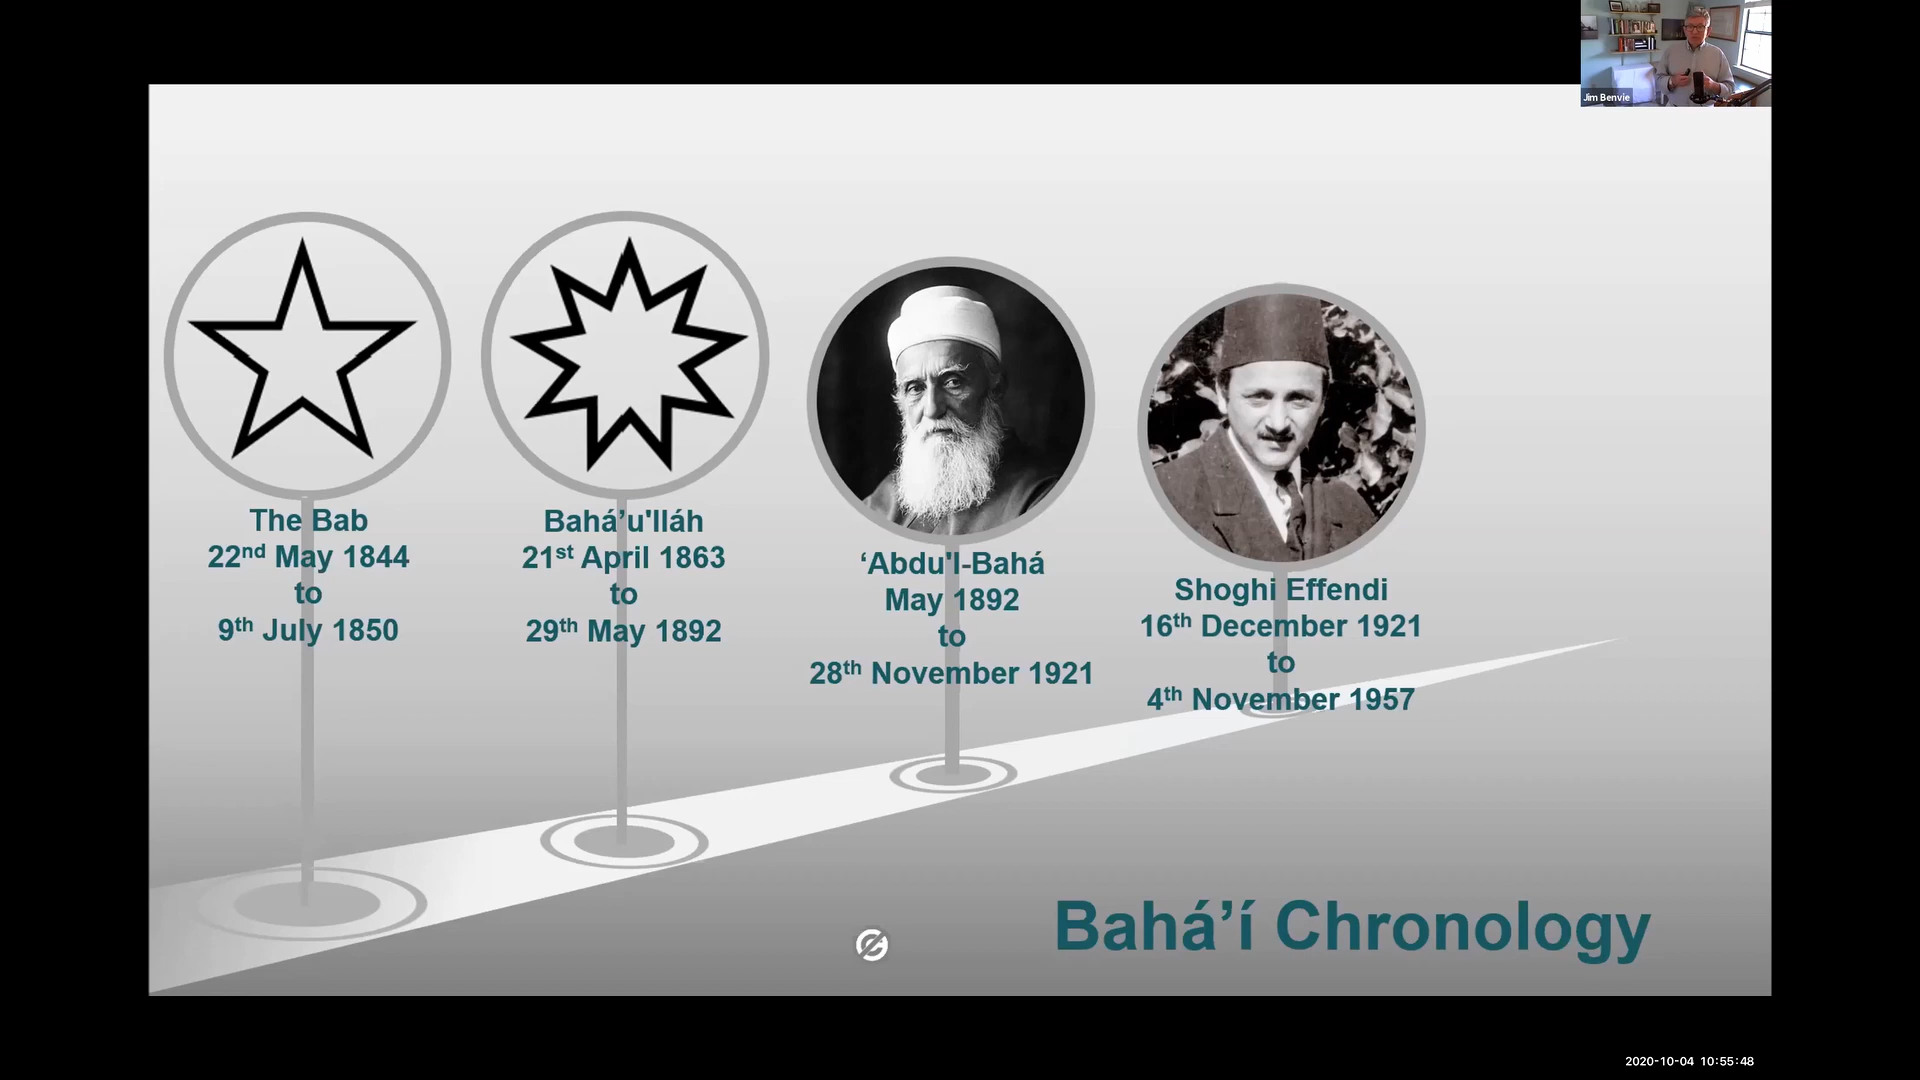 Jim Benvie
The Bab
22nd May 1844
to
9th July 1850
Bahá’u'lláh
21st April 1863
to
29th May 1892
‘Abdu'l-Bahá
May 1892
to
28th November 1921
Shoghi Effendi
16th December 1921
to
4th November 1957
Bahá’í Chronology
2020-10-04 10:55:48